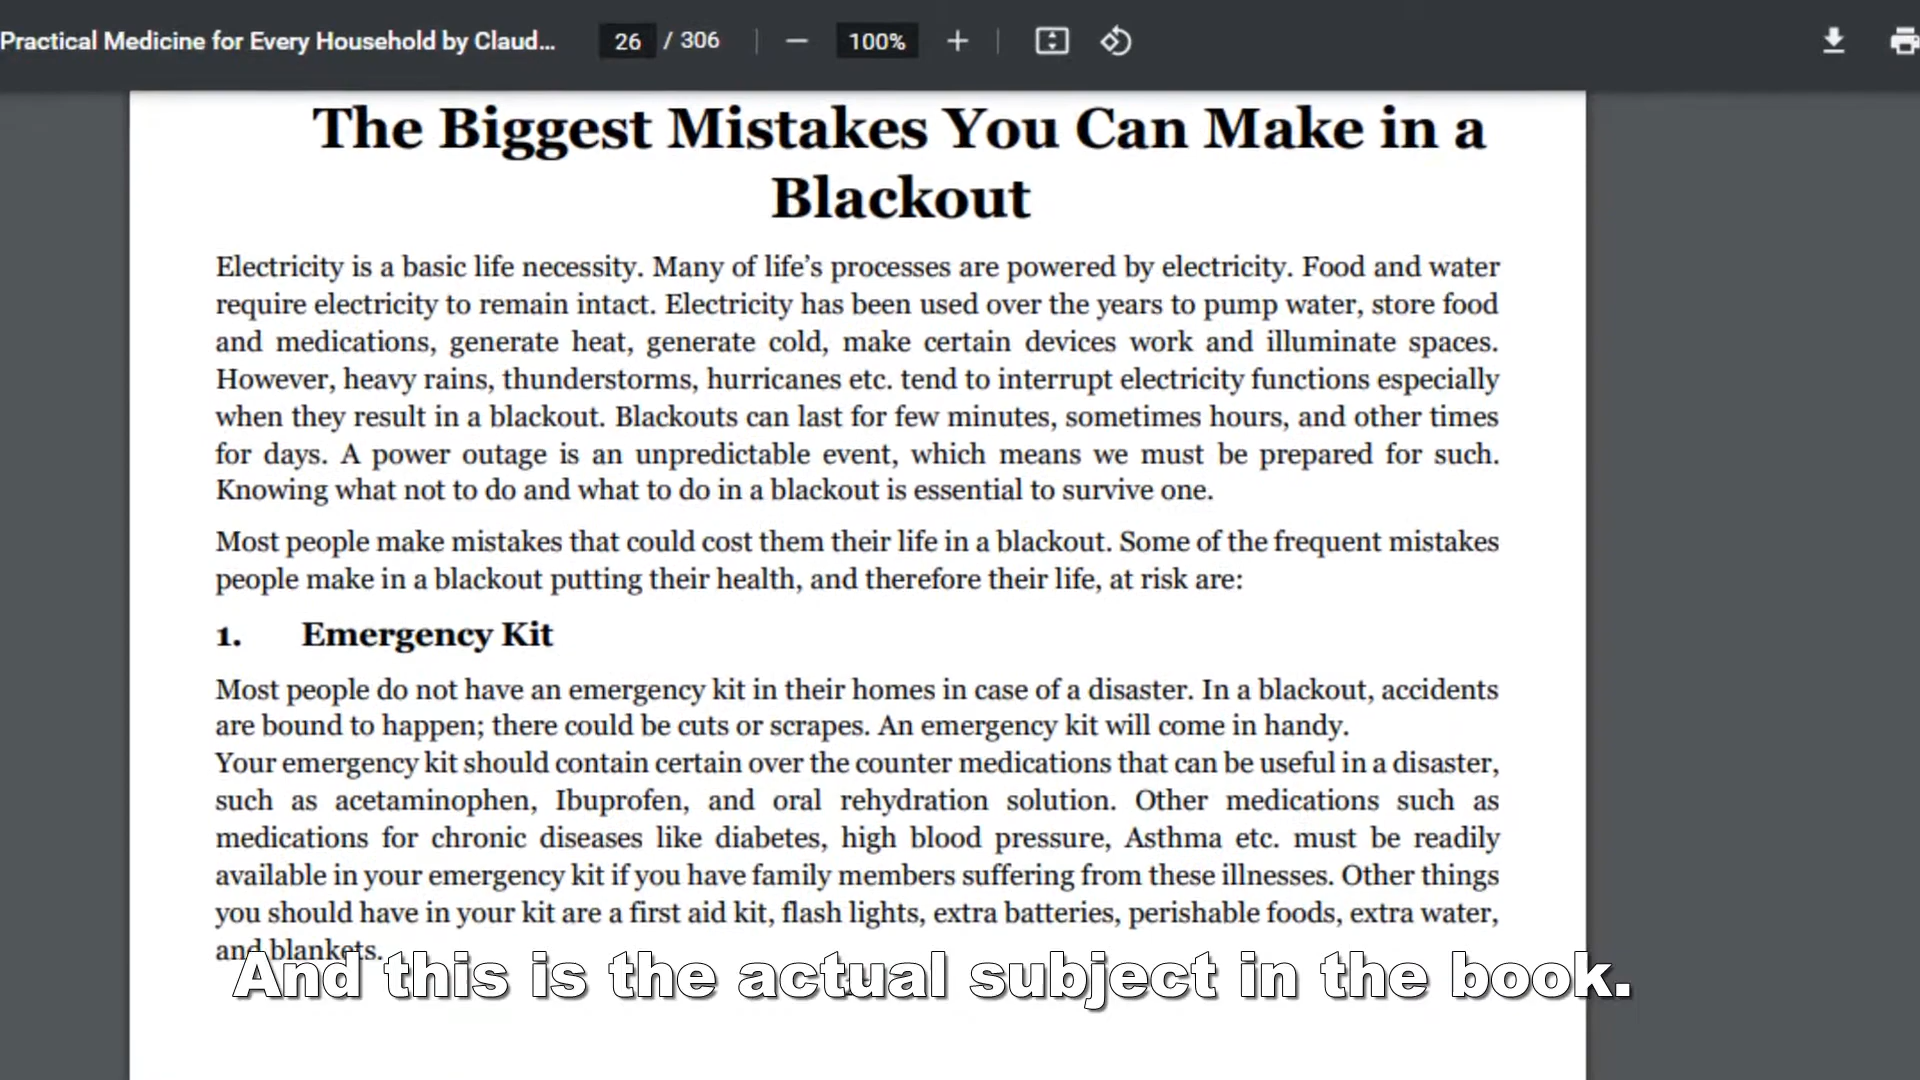 Practical Medicine for Every Household by Claud... 26 / 306 100%
The Biggest Mistakes You Can Make in a
Blackout
Electricity is a basic life necessity. Many of life’s processes are powered by electricity. Food and water
require electricity to remain intact. Electricity has been used over the years to pump water, store food
and medications, generate heat, generate cold, make certain devices work and illuminate spaces.
However, heavy rains, thunderstorms, hurricanes etc. tend to interrupt electricity functions especially
when they result in a blackout. Blackouts can last for few minutes, sometimes hours, and other times
for days. A power outage is an unpredictable event, which means we must be prepared for such.
Knowing what not to do and what to do in a blackout is essential to survive one.
Most people make mistakes that could cost them their life in a blackout. Some of the frequent mistakes
people make in a blackout putting their health, and therefore their life, at risk are:
1. Emergency Kit
Most people do not have an emergency kit in their homes in case of a disaster. In a blackout, accidents
are bound to happen; there could be cuts or scrapes. An emergency kit will come in handy.
Your emergency kit should contain certain over the counter medications that can be useful in a disaster,
such as acetaminophen, Ibuprofen, and oral rehydration solution. Other medications such as
medications for chronic diseases like diabetes, high blood pressure, Asthma etc. must be readily
available in your emergency kit if you have family members suffering from these illnesses. Other things
you should have in your kit are a first aid kit, flash lights, extra batteries, perishable foods, extra water,
and blankets.
And this is the actual subject in the book.